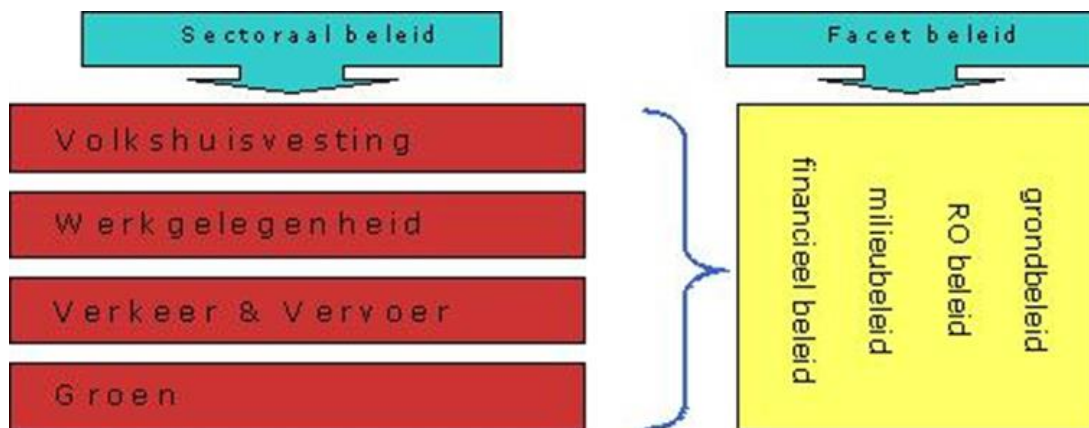 Sectoraal beleid
Facet beleid
Volkshuisvesting
Werkgelegenheid
Verkeer & Vervoer
Groen
grondbeleid
RO beleid
milieubeleid
financieel beleid